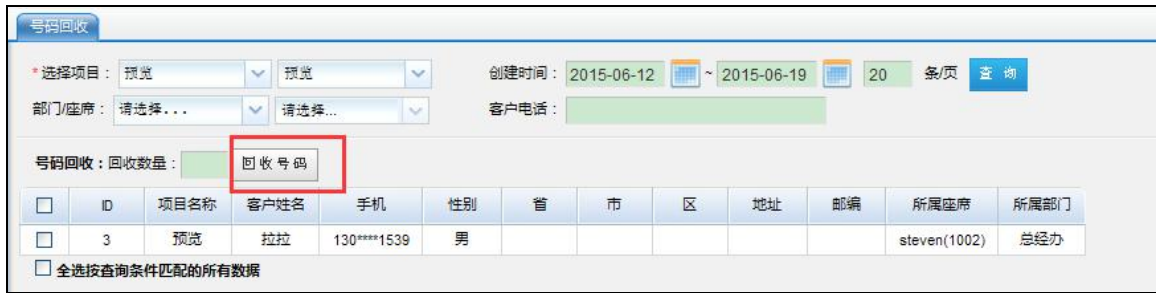 号码回收
*选择项目： 预览 预览 创建时间： 2015-06-12 ~ 2015-06-19 20 条/页 查 询
部门/座席： 请选择... 请选择... 客户电话：
号码回收：回收数量： 回收号码
ID 项目名称 客户姓名 手机 性别 省 市 区 地址 邮编 所属座席 所属部门
3 预览 拉拉 130****1539 男 steven(1002) 总经办
全选按查询条件匹配的所有数据